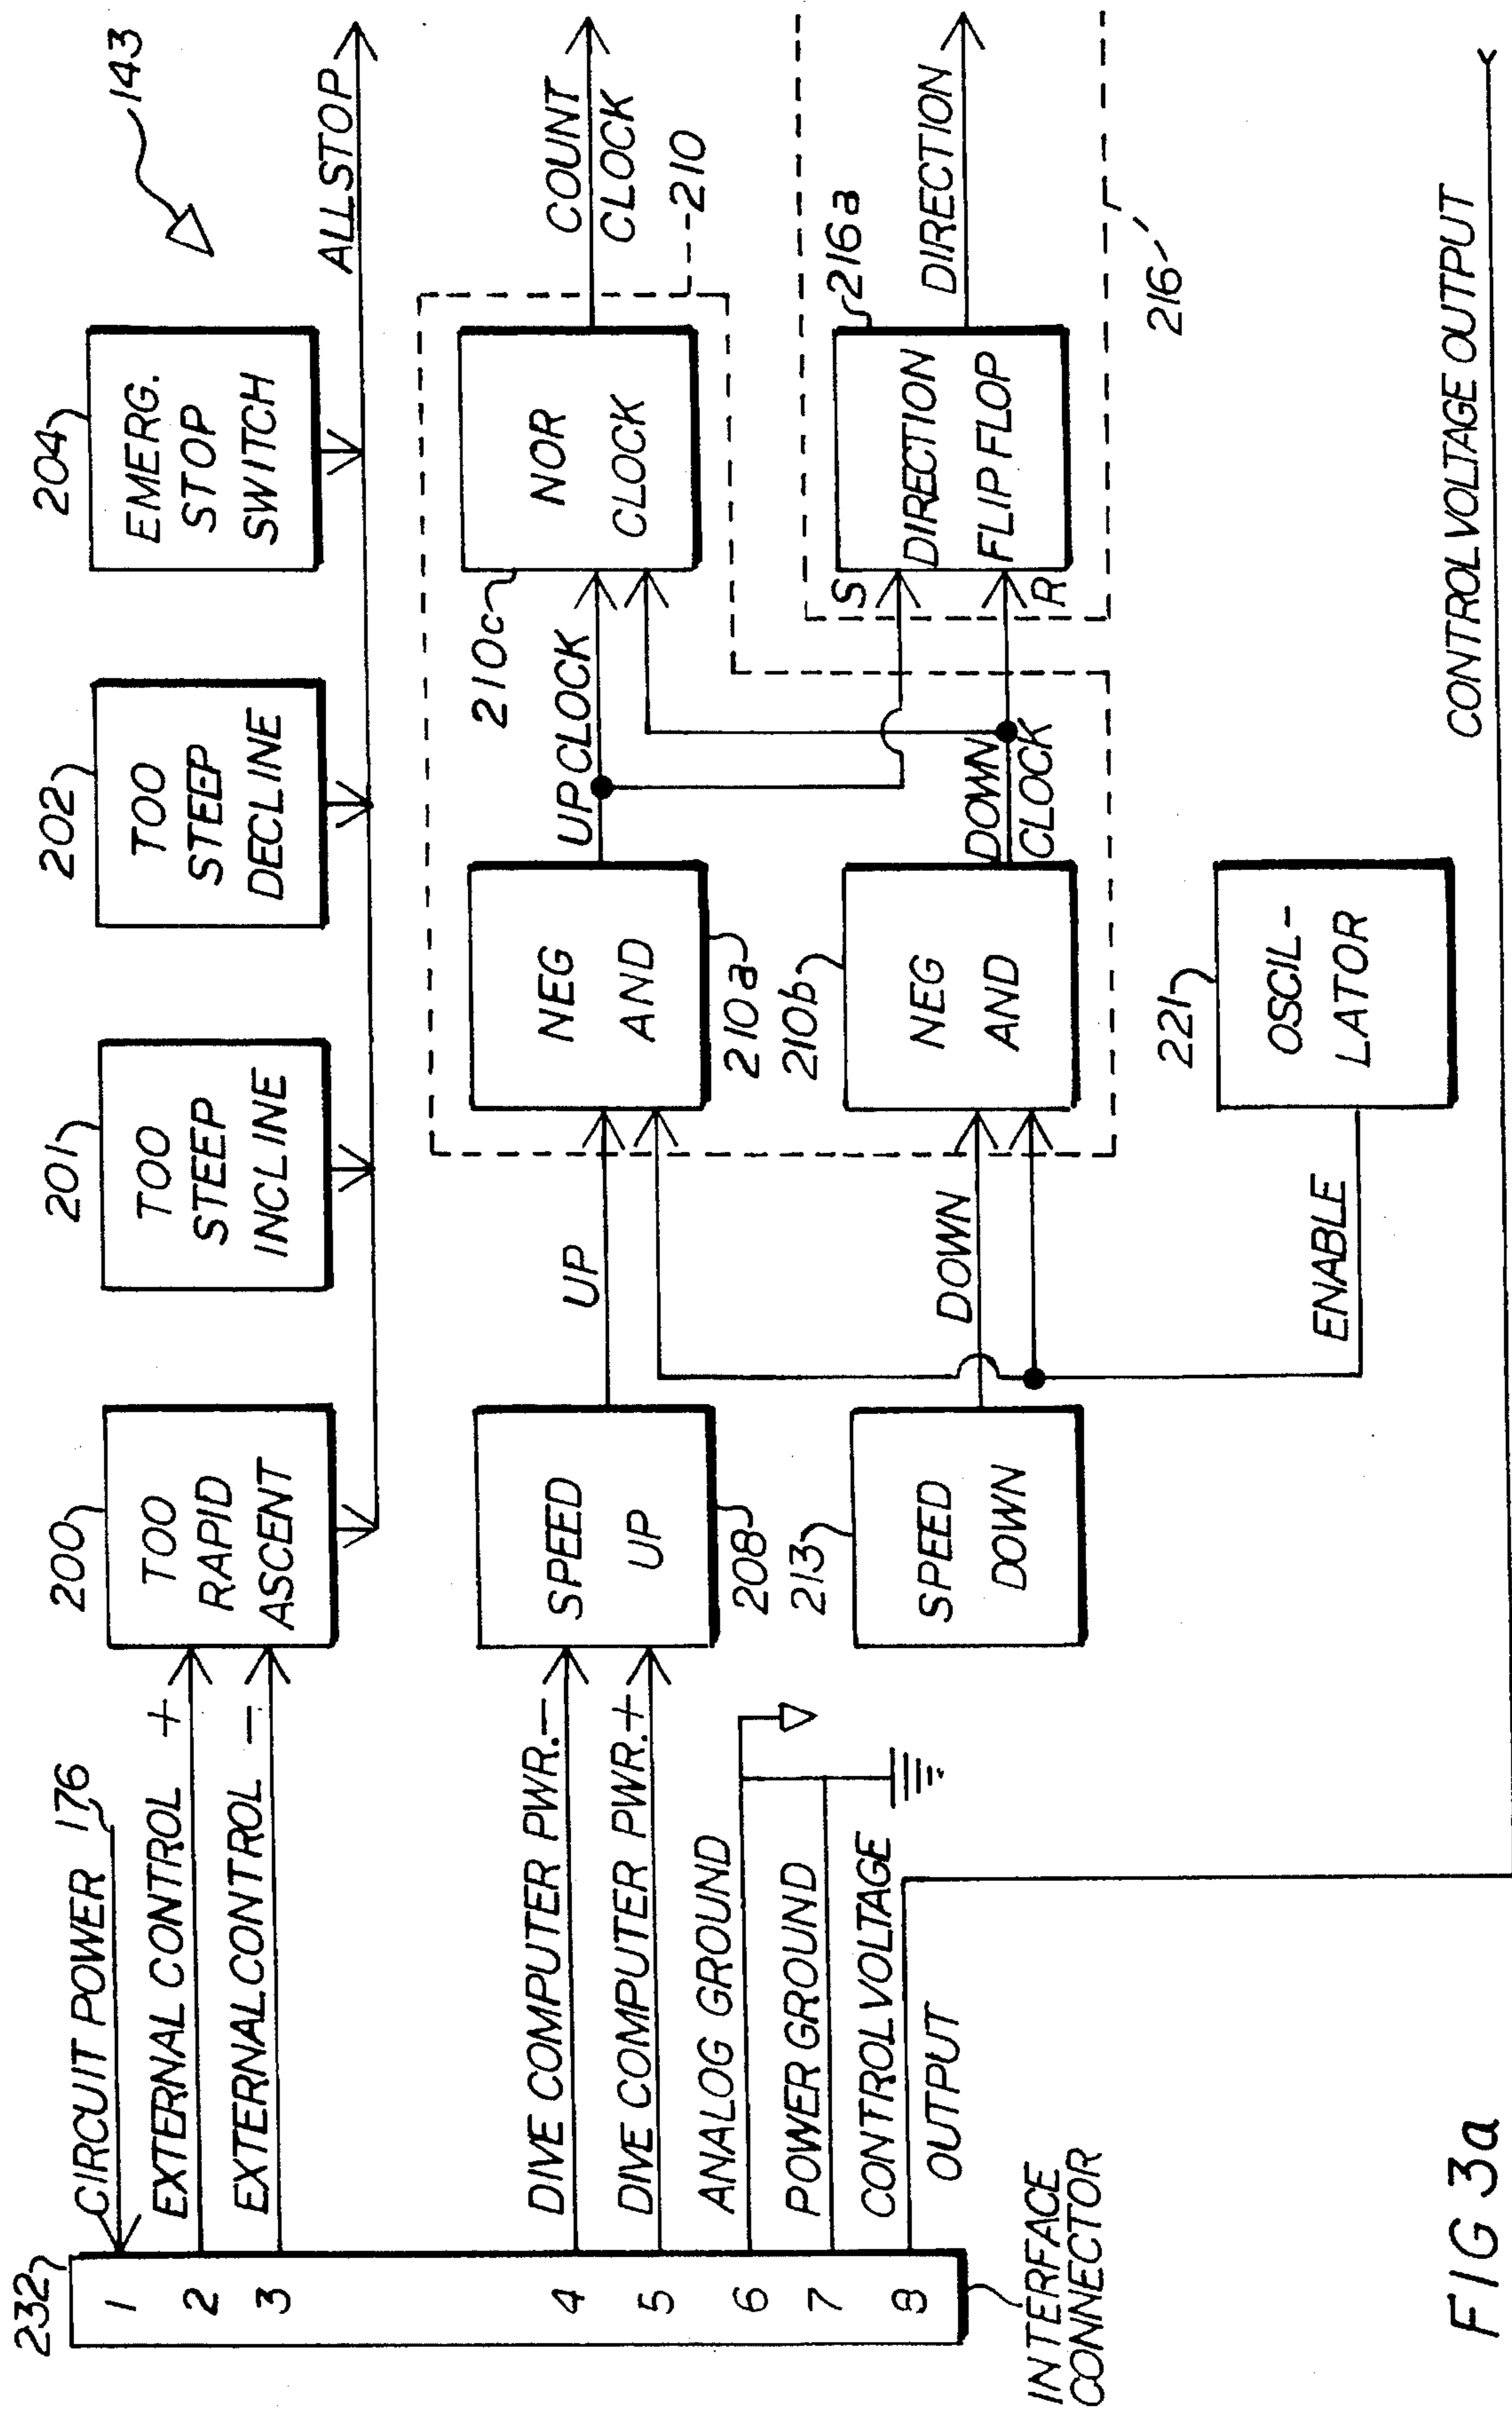 143
204
EMERG.
STOP
SWITCH
202
TOO
STEEP
DECLINE
201
TOO
STEEP
INCLINE
200
TOO
RAPID
ASCENT
ALL STOP
CIRCUIT POWER 176
EXTERNAL CONTROL +
EXTERNAL CONTROL -
232
1
2
3
4
5
6
7
8
DIVE COMPUTER PWR.-
DIVE COMPUTER PWR.+
ANALOG GROUND
POWER GROUND
CONTROL VOLTAGE
OUTPUT
INTERFACE
CONNECTOR
SPEED
UP
208
213
SPEED
DOWN
UP
DOWN
ENABLE
NEG
AND
210a
210b
NEG
AND
221
OSCIL-
LATOR
UP CLOCK
DOWN
CLOCK
210c
NOR
CLOCK
COUNT
CLOCK
210
S
R
DIRECTION
FLIP FLOP
216a
DIRECTION
216'
CONTROL VOLTAGE OUTPUT
FIG 3a